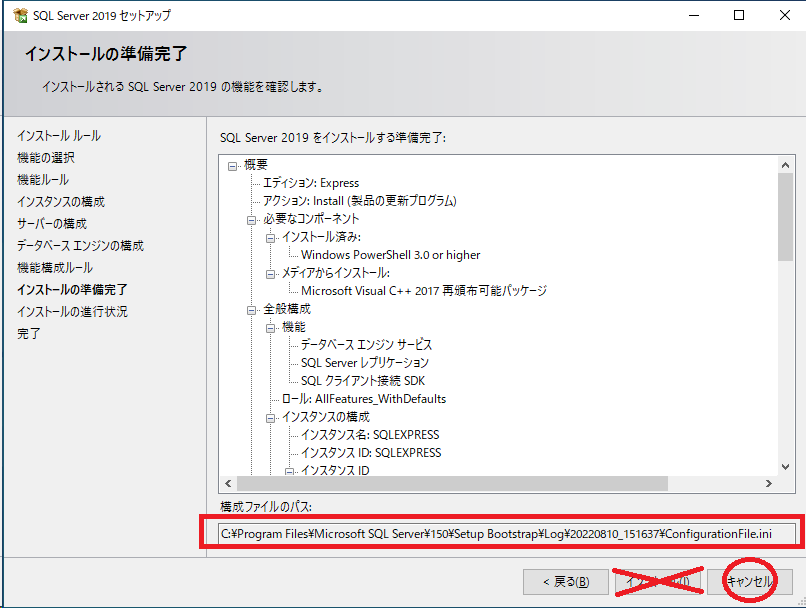 SQL Server 2019 セットアップ
インストールの準備完了
インストールされる SQL Server 2019 の機能を確認します。
インストール ルール
機能の選択
機能ルール
インスタンスの構成
サーバーの構成
データベース エンジンの構成
機能構成ルール
インストールの準備完了
インストールの進行状況
完了
SQL Server 2019 をインストールする準備完了:
概要
エディション: Express
アクション: Install (製品の更新プログラム)
必要なコンポーネント
インストール済み:
Windows PowerShell 3.0 or higher
メディアからインストール:
Microsoft Visual C++ 2017 再頒布可能パッケージ
全般構成
機能
データベース エンジン サービス
SQL Server レプリケーション
SQL クライアント接続 SDK
ロール: AllFeatures_WithDefaults
インスタンスの構成
インスタンス名: SQLEXPRESS
インスタンス ID: SQLEXPRESS
インスタンス ID
構成ファイルのパス:
C:¥Program Files¥Microsoft SQL Server¥150¥Setup Bootstrap¥Log¥20220810_151637¥ConfigurationFile.ini
< 戻る(B)
キャンセル